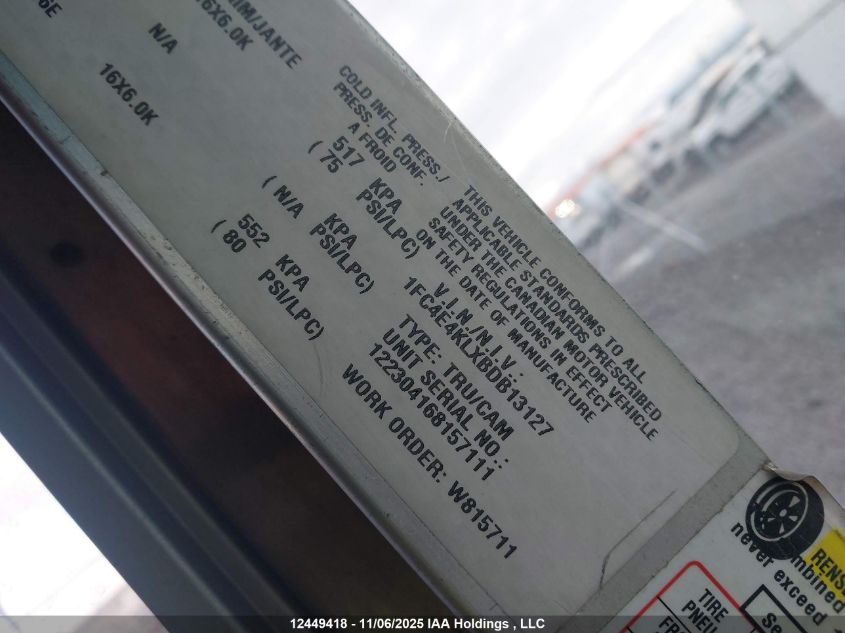 RIM/JANTE
16X6.0K
N/A
16X6.0K
COLD INFL. PRESS./
PRESS. DE CONF.
A FROID
517 KPA
( 75 PSI/LPC)
KPA
( N/A PSI/LPC)
552 KPA
( 80 PSI/LPC)
THIS VEHICLE CONFORMS TO ALL
APPLICABLE STANDARDS PRESCRIBED
UNDER THE CANADIAN MOTOR VEHICLE
SAFETY REGULATIONS IN EFFECT
ON THE DATE OF MANUFACTURE
V.I.N./N.I.V.:
1FC4E4KLXBDB13127
TYPE: TRU/CAM
UNIT SERIAL NO.:
122304168157111
WORK ORDER: W815711
never exceed
TIRE
12449418 - 11/06/2025 IAA Holdings , LLC